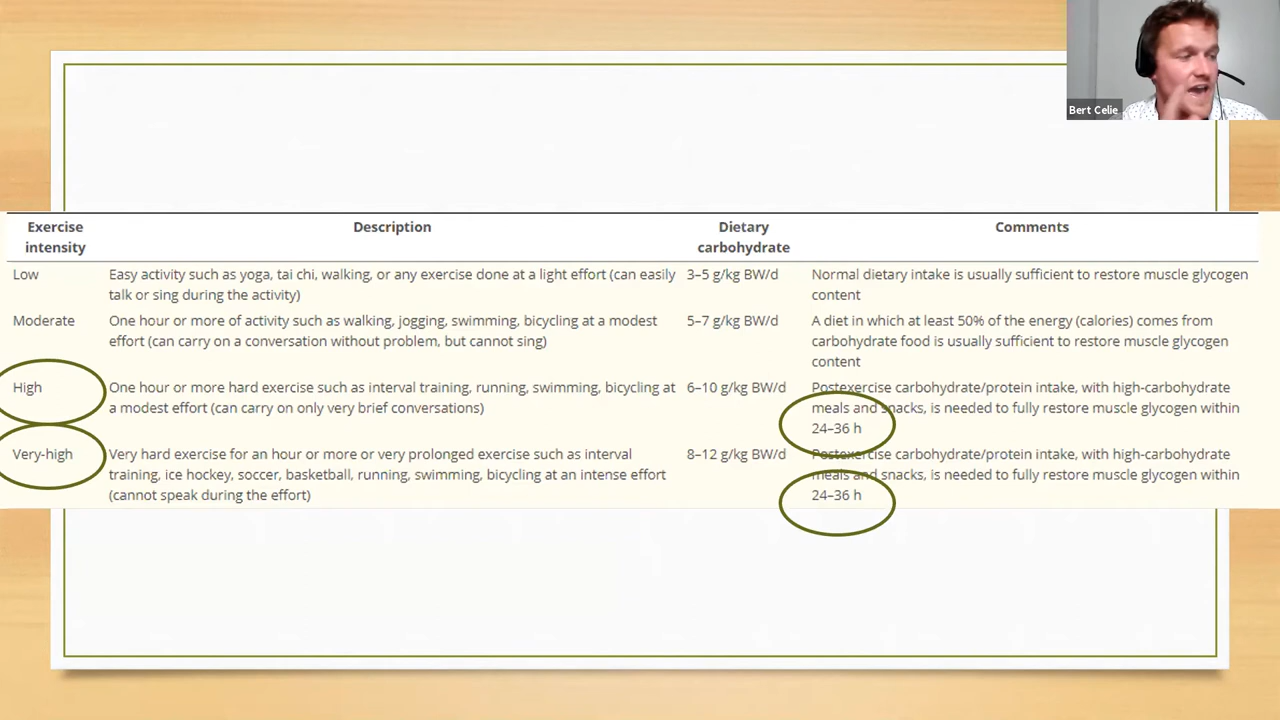 Bert Celie
Exercise
intensity
Description
Dietary
carbohydrate
Comments
Low
Easy activity such as yoga, tai chi, walking, or any exercise done at a light effort (can easily
talk or sing during the activity)
3–5 g/kg BW/d
Normal dietary intake is usually sufficient to restore muscle glycogen
content
Moderate
One hour or more of activity such as walking, jogging, swimming, bicycling at a modest
effort (can carry on a conversation without problem, but cannot sing)
5–7 g/kg BW/d
A diet in which at least 50% of the energy (calories) comes from
carbohydrate food is usually sufficient to restore muscle glycogen
content
High
One hour or more hard exercise such as interval training, running, swimming, bicycling at
a modest effort (can carry on only very brief conversations)
6–10 g/kg BW/d
Postexercise carbohydrate/protein intake, with high-carbohydrate
meals and snacks, is needed to fully restore muscle glycogen within
24–36 h
Very-high
Very hard exercise for an hour or more or very prolonged exercise such as interval
training, ice hockey, soccer, basketball, running, swimming, bicycling at an intense effort
(cannot speak during the effort)
8–12 g/kg BW/d
Postexercise carbohydrate/protein intake, with high-carbohydrate
meals and snacks, is needed to fully restore muscle glycogen within
24–36 h